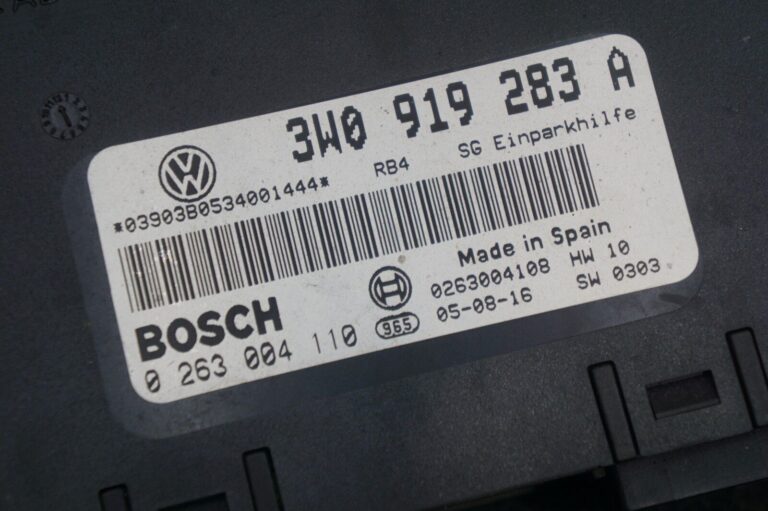 3W0 919 283 A
RB4 SG Einparkhilfe
*03903B0534001444*
Made in Spain
0263004108 HW 10
05-08-16 SW 0303
BOSCH
965
0 263 004 110